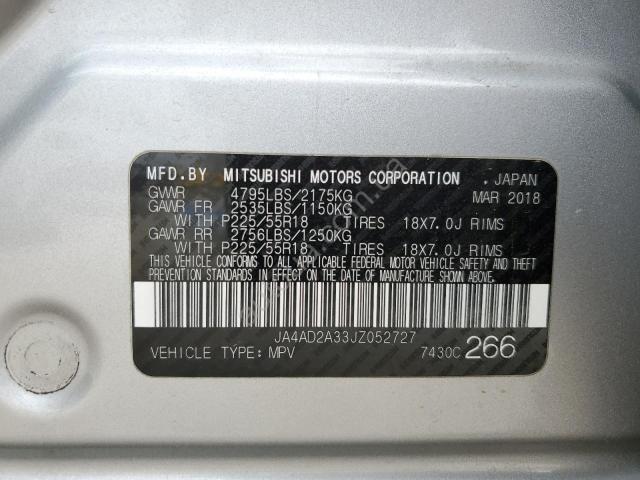 MFD.BY MITSUBISHI MOTORS CORPORATION . JAPAN
GVWR 4795LBS/2175KG MAR 2018
GAWR FR 2535LBS/1150KG
WITH P225/55R18 TIRES 18X7.0J RIMS
GAWR RR 2756LBS/1250KG
WITH P225/55R18 TIRES 18X7.0J RIMS
THIS VEHICLE CONFORMS TO ALL APPLICABLE FEDERAL MOTOR VEHICLE SAFETY AND THEFT
PREVENTION STANDARDS IN EFFECT ON THE DATE OF MANUFACTURE SHOWN ABOVE.
JA4AD2A33JZ052727
VEHICLE TYPE: MPV 7430C 266